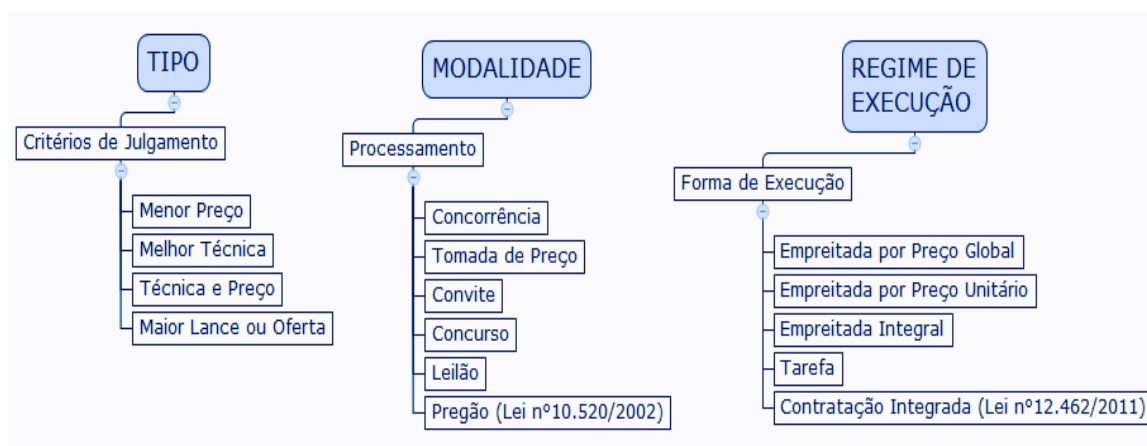 TIPO
Critérios de Julgamento
Menor Preço
Melhor Técnica
Técnica e Preço
Maior Lance ou Oferta
MODALIDADE
Processamento
Concorrência
Tomada de Preço
Convite
Concurso
Leilão
Pregão (Lei nº10.520/2002)
REGIME DE
EXECUÇÃO
Forma de Execução
Empreitada por Preço Global
Empreitada por Preço Unitário
Empreitada Integral
Tarefa
Contratação Integrada (Lei nº12.462/2011)